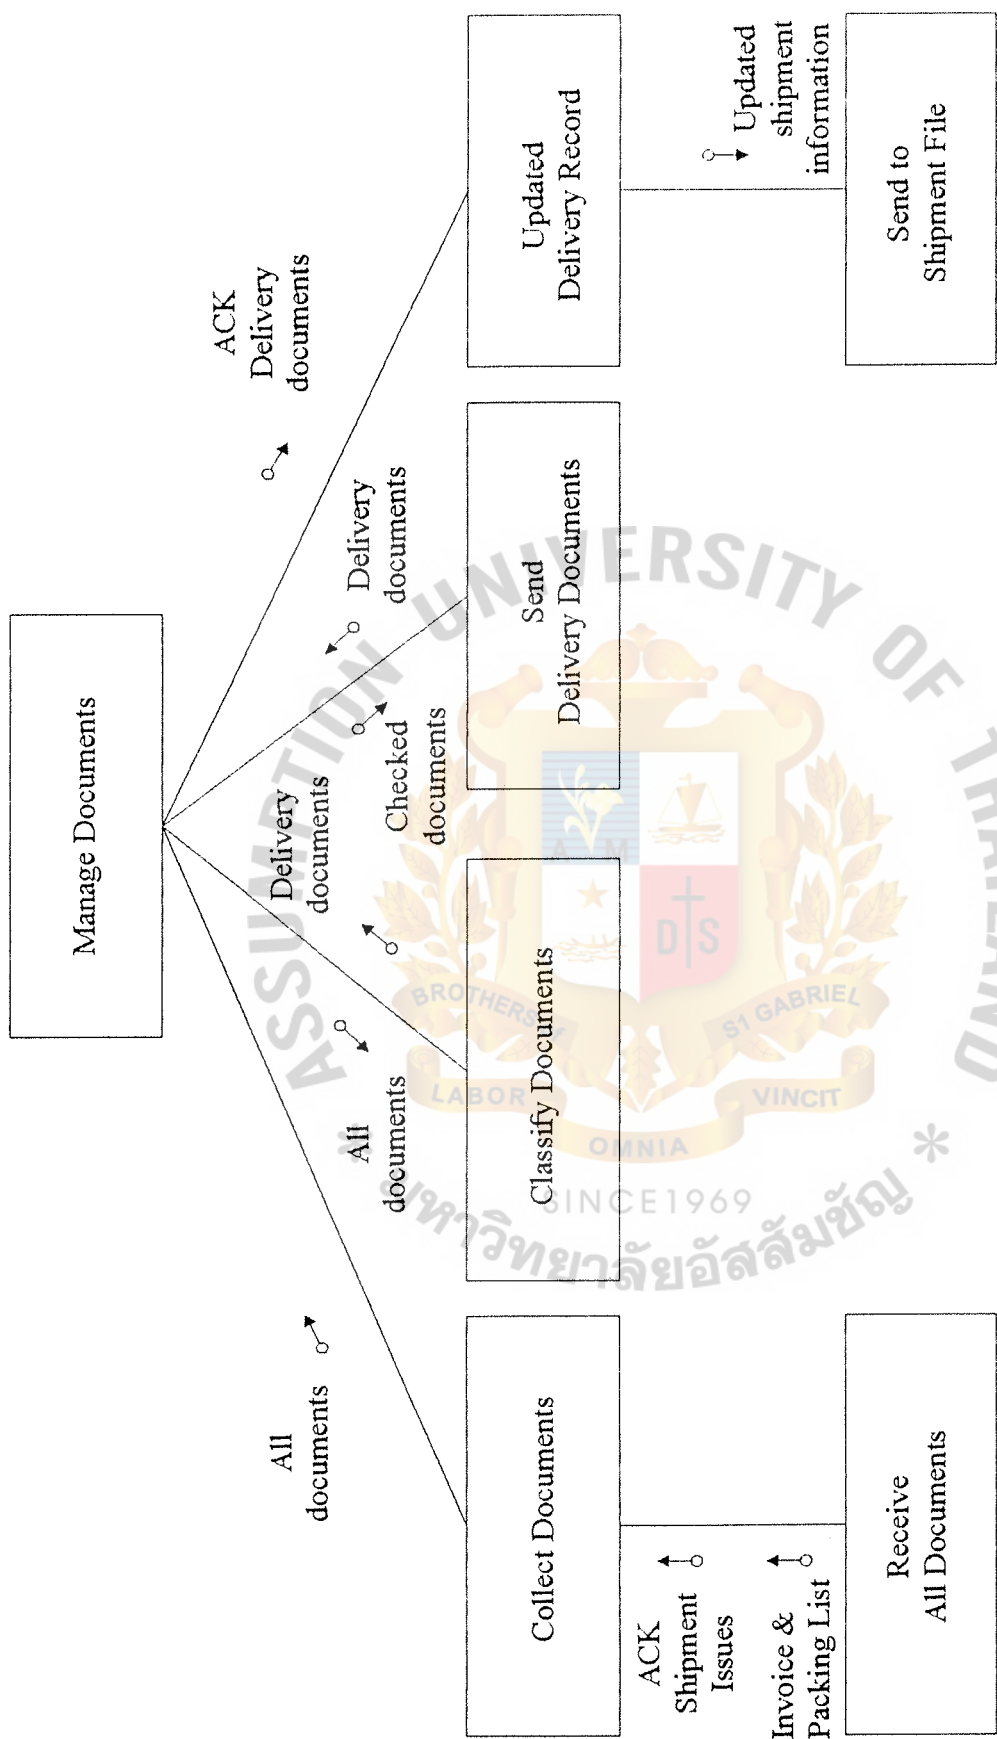 Manage Documents
All
documents
All
documents
Delivery
documents
Checked
documents
Delivery
documents
ACK
Delivery
documents
Collect Documents
Classify Documents
Send
Delivery Documents
Updated
Delivery Record
ACK
Shipment
Issues
Invoice &
Packing List
Updated
shipment
information
Receive
All Documents
Send to
Shipment File
ASSUMPTION UNIVERSITY OF THAILAND
A M
D S
BROTHERS
S1 GABRIEL
LABOR
VINCIT
OMNIA
SINCE1969
* มหาวิทยาลัยอัสสัมชัญ *